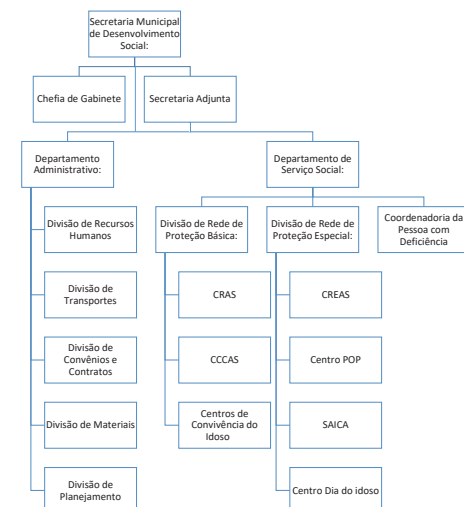 Secretaria Municipal
de Desenvolvimento
Social:
Chefia de Gabinete
Secretaria Adjunta
Departamento
Administrativo:
Departamento de
Serviço Social:
Divisão de Recursos
Humanos
Divisão de
Transportes
Divisão de
Convênios e
Contratos
Divisão de Materiais
Divisão de
Planejamento
Divisão de Rede de
Proteção Básica:
CRAS
CCCAS
Centros de
Convivência do
Idoso
Divisão de Rede de
Proteção Especial:
CREAS
Centro POP
SAICA
Centro Dia do idoso
Coordenadoria da
Pessoa com
Deficiência